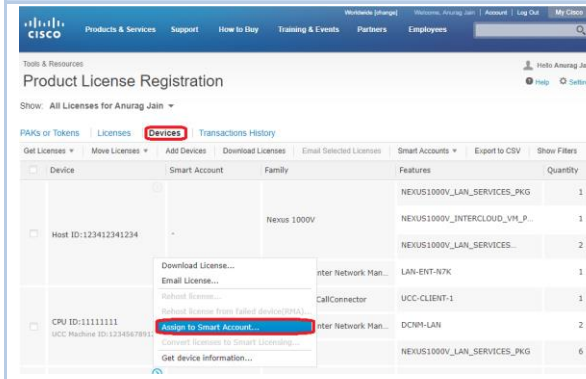 Worldwide [change] Welcome, Anurag Jain | Account | Log Out My Cisco
CISCO Products & Services Support How to Buy Training & Events Partners Employees
Tools & Resources
Hello Anurag Ja
Product License Registration
Help Settin
Show: All Licenses for Anurag Jain
PAKs or Tokens | Licenses | Devices | Transactions History
Get Licenses Move Licenses Add Devices Download Licenses Email Selected Licenses Smart Accounts Export to CSV Show Filters
Device Smart Account Family Features Quantity
NEXUS1000V_LAN_SERVICES_PKG 1
Nexus 1000V
NEXUS1000V_INTERCLOUD_VM_P... 1
Host ID:123412341234 -
NEXUS1000V_LAN_SERVICES... 2
Download License...
nter Network Man... LAN-ENT-N7K 1
Email License...
Rehost license...
CallConnector UCC-CLIENT-1 1
Rehost license from failed device(RMA)...
CPU ID:11111111
Assign to Smart Account...
nter Network Man... DCNM-LAN 2
UCC Machine ID:12345678912
Convert licenses to Smart Licensing...
Get device information...
NEXUS1000V_LAN_SERVICES_PKG 6